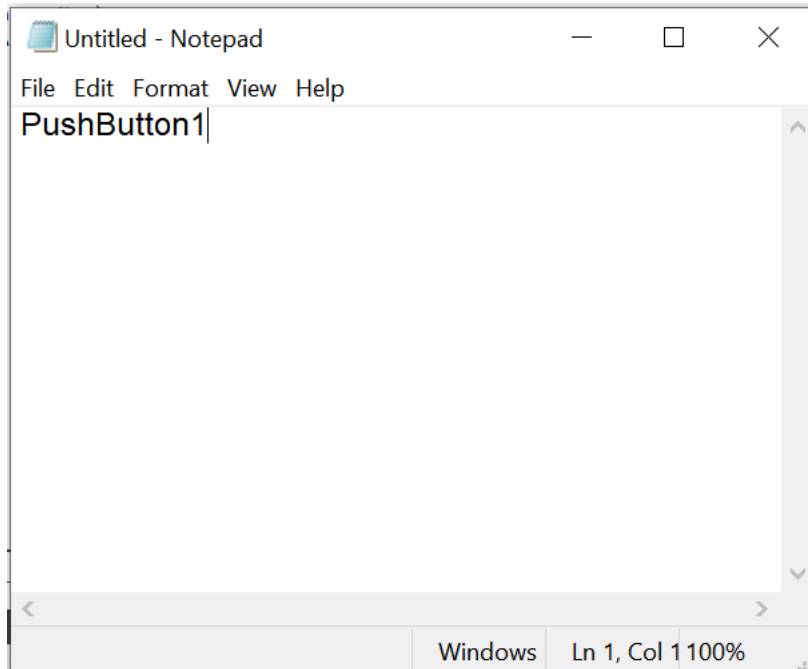 Untitled - Notepad
File Edit Format View Help
PushButton1
Windows Ln 1, Col 1 100%